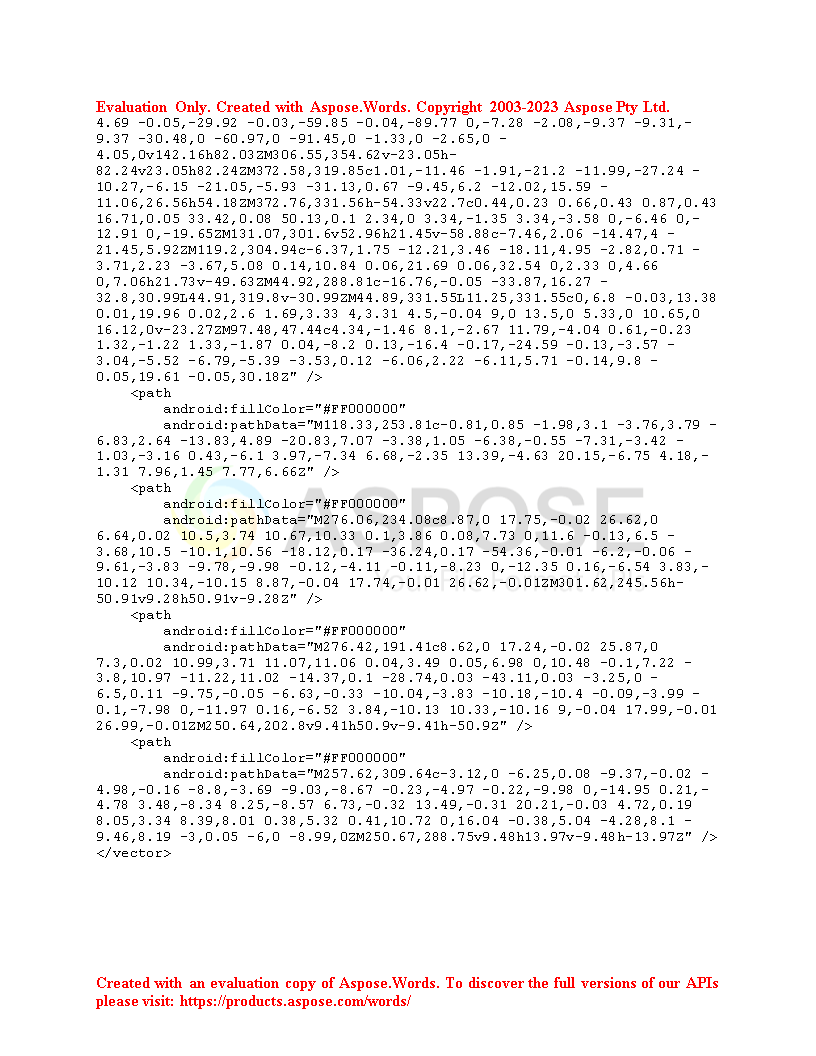 Evaluation Only. Created with Aspose.Words. Copyright 2003-2023 Aspose Pty Ltd.
4.69 -0.05,-29.92 -0.03,-59.85 -0.04,-89.77 0,-7.28 -2.08,-9.37 -9.31,-
9.37 -30.48,0 -60.97,0 -91.45,0 -1.33,0 -2.65,0 -
4.05,0v142.16h82.03ZM306.55,354.62v-23.05h-
82.24v23.05h82.24ZM372.58,319.85c1.01,-11.46 -1.91,-21.2 -11.99,-27.24 -
10.27,-6.15 -21.05,-5.93 -31.13,0.67 -9.45,6.2 -12.02,15.59 -
11.06,26.56h54.18ZM372.76,331.56h-54.33v22.7c0.44,0.23 0.66,0.43 0.87,0.43
16.71,0.05 33.42,0.08 50.13,0.1 2.34,0 3.34,-1.35 3.34,-3.58 0,-6.46 0,-
12.91 0,-19.65ZM131.07,301.6v52.96h21.45v-58.88c-7.46,2.06 -14.47,4 -
21.45,5.92ZM119.2,304.94c-6.37,1.75 -12.21,3.46 -18.11,4.95 -2.82,0.71 -
3.71,2.23 -3.67,5.08 0.14,10.84 0.06,21.69 0.06,32.54 0,2.33 0,4.66
0,7.06h21.73v-49.63ZM44.92,288.81c-16.76,-0.05 -33.87,16.27 -
32.8,30.99L44.91,319.8v-30.99ZM44.89,331.55L11.25,331.55c0,6.8 -0.03,13.38
0.01,19.96 0.02,2.6 1.69,3.33 4,3.31 4.5,-0.04 9,0 13.5,0 5.33,0 10.65,0
16.12,0v-23.27ZM97.48,47.44c4.34,-1.46 8.1,-2.67 11.79,-4.04 0.61,-0.23
1.32,-1.22 1.33,-1.87 0.04,-8.2 0.13,-16.4 -0.17,-24.59 -0.13,-3.57 -
3.04,-5.52 -6.79,-5.39 -3.53,0.12 -6.06,2.22 -6.11,5.71 -0.14,9.8 -
0.05,19.61 -0.05,30.18Z" />
<path
android:fillColor="#FF000000"
android:pathData="M118.33,253.81c-0.81,0.85 -1.98,3.1 -3.76,3.79 -
6.83,2.64 -13.83,4.89 -20.83,7.07 -3.38,1.05 -6.38,-0.55 -7.31,-3.42 -
1.03,-3.16 0.43,-6.1 3.97,-7.34 6.68,-2.35 13.39,-4.63 20.15,-6.75 4.18,-
1.31 7.96,1.45 7.77,6.66Z" />
<path
android:fillColor="#FF000000"
android:pathData="M276.06,234.08c8.87,0 17.75,-0.02 26.62,0
6.64,0.02 10.5,3.74 10.67,10.33 0.1,3.86 0.08,7.73 0,11.6 -0.13,6.5 -
3.68,10.5 -10.1,10.56 -18.12,0.17 -36.24,0.17 -54.36,-0.01 -6.2,-0.06 -
9.61,-3.83 -9.78,-9.98 -0.12,-4.11 -0.11,-8.23 0,-12.35 0.16,-6.54 3.83,-
10.12 10.34,-10.15 8.87,-0.04 17.74,-0.01 26.62,-0.01ZM301.62,245.56h-
50.91v9.28h50.91v-9.28Z" />
<path
android:fillColor="#FF000000"
android:pathData="M276.42,191.41c8.62,0 17.24,-0.02 25.87,0
7.3,0.02 10.99,3.71 11.07,11.06 0.04,3.49 0.05,6.98 0,10.48 -0.1,7.22 -
3.8,10.97 -11.22,11.02 -14.37,0.1 -28.74,0.03 -43.11,0.03 -3.25,0 -
6.5,0.11 -9.75,-0.05 -6.63,-0.33 -10.04,-3.83 -10.18,-10.4 -0.09,-3.99 -
0.1,-7.98 0,-11.97 0.16,-6.52 3.84,-10.13 10.33,-10.16 9,-0.04 17.99,-0.01
26.99,-0.01ZM250.64,202.8v9.41h50.9v-9.41h-50.9Z" />
<path
android:fillColor="#FF000000"
android:pathData="M257.62,309.64c-3.12,0 -6.25,0.08 -9.37,-0.02 -
4.98,-0.16 -8.8,-3.69 -9.03,-8.67 -0.23,-4.97 -0.22,-9.98 0,-14.95 0.21,-
4.78 3.48,-8.34 8.25,-8.57 6.73,-0.32 13.49,-0.31 20.21,-0.03 4.72,0.19
8.05,3.34 8.39,8.01 0.38,5.32 0.41,10.72 0,16.04 -0.38,5.04 -4.28,8.1 -
9.46,8.19 -3,0.05 -6,0 -8.99,0ZM250.67,288.75v9.48h13.97v-9.48h-13.97Z" />
</vector>
ASPOSE
Created with an evaluation copy of Aspose.Words. To discover the full versions of our APIs
please visit: https://products.aspose.com/words/